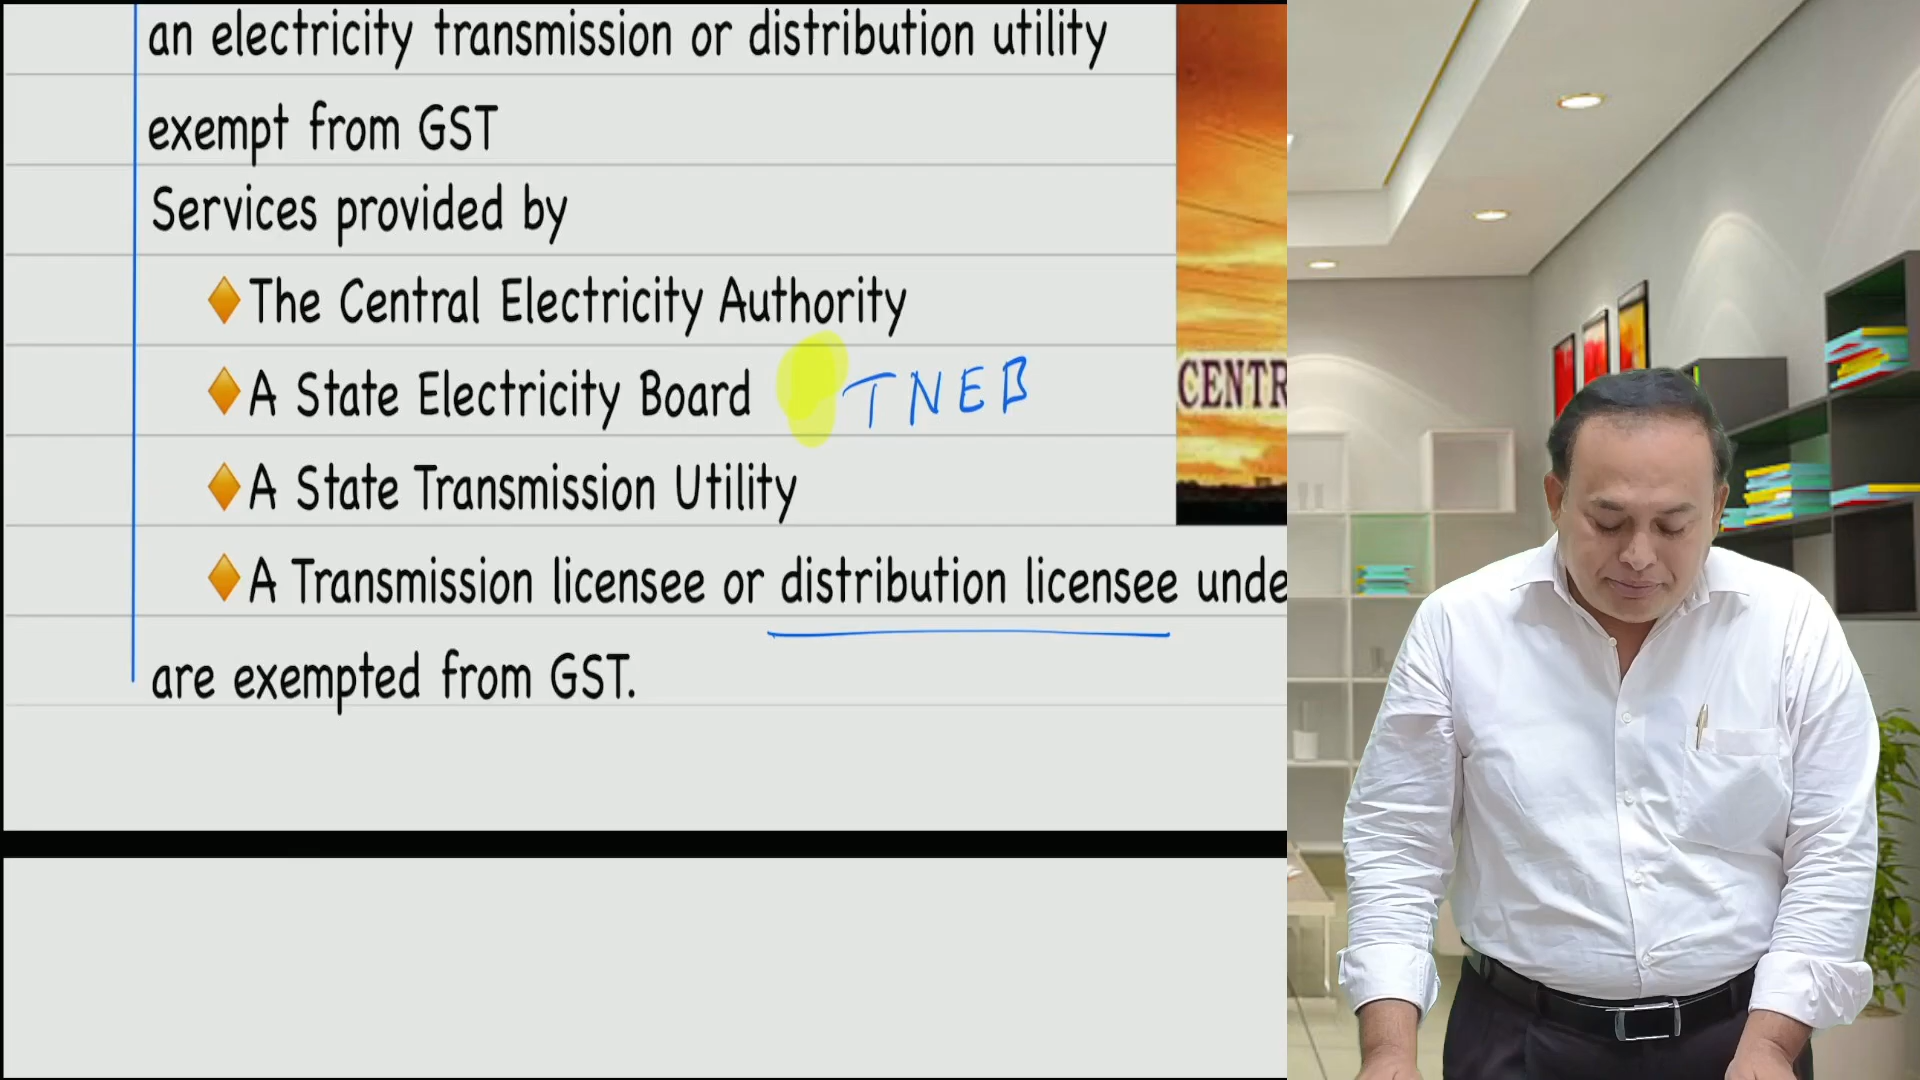 an electricity transmission or distribution utility
exempt from GST
Services provided by
The Central Electricity Authority
A State Electricity Board TNEB
A State Transmission Utility
A Transmission licensee or distribution licensee unde
are exempted from GST.
CENTR